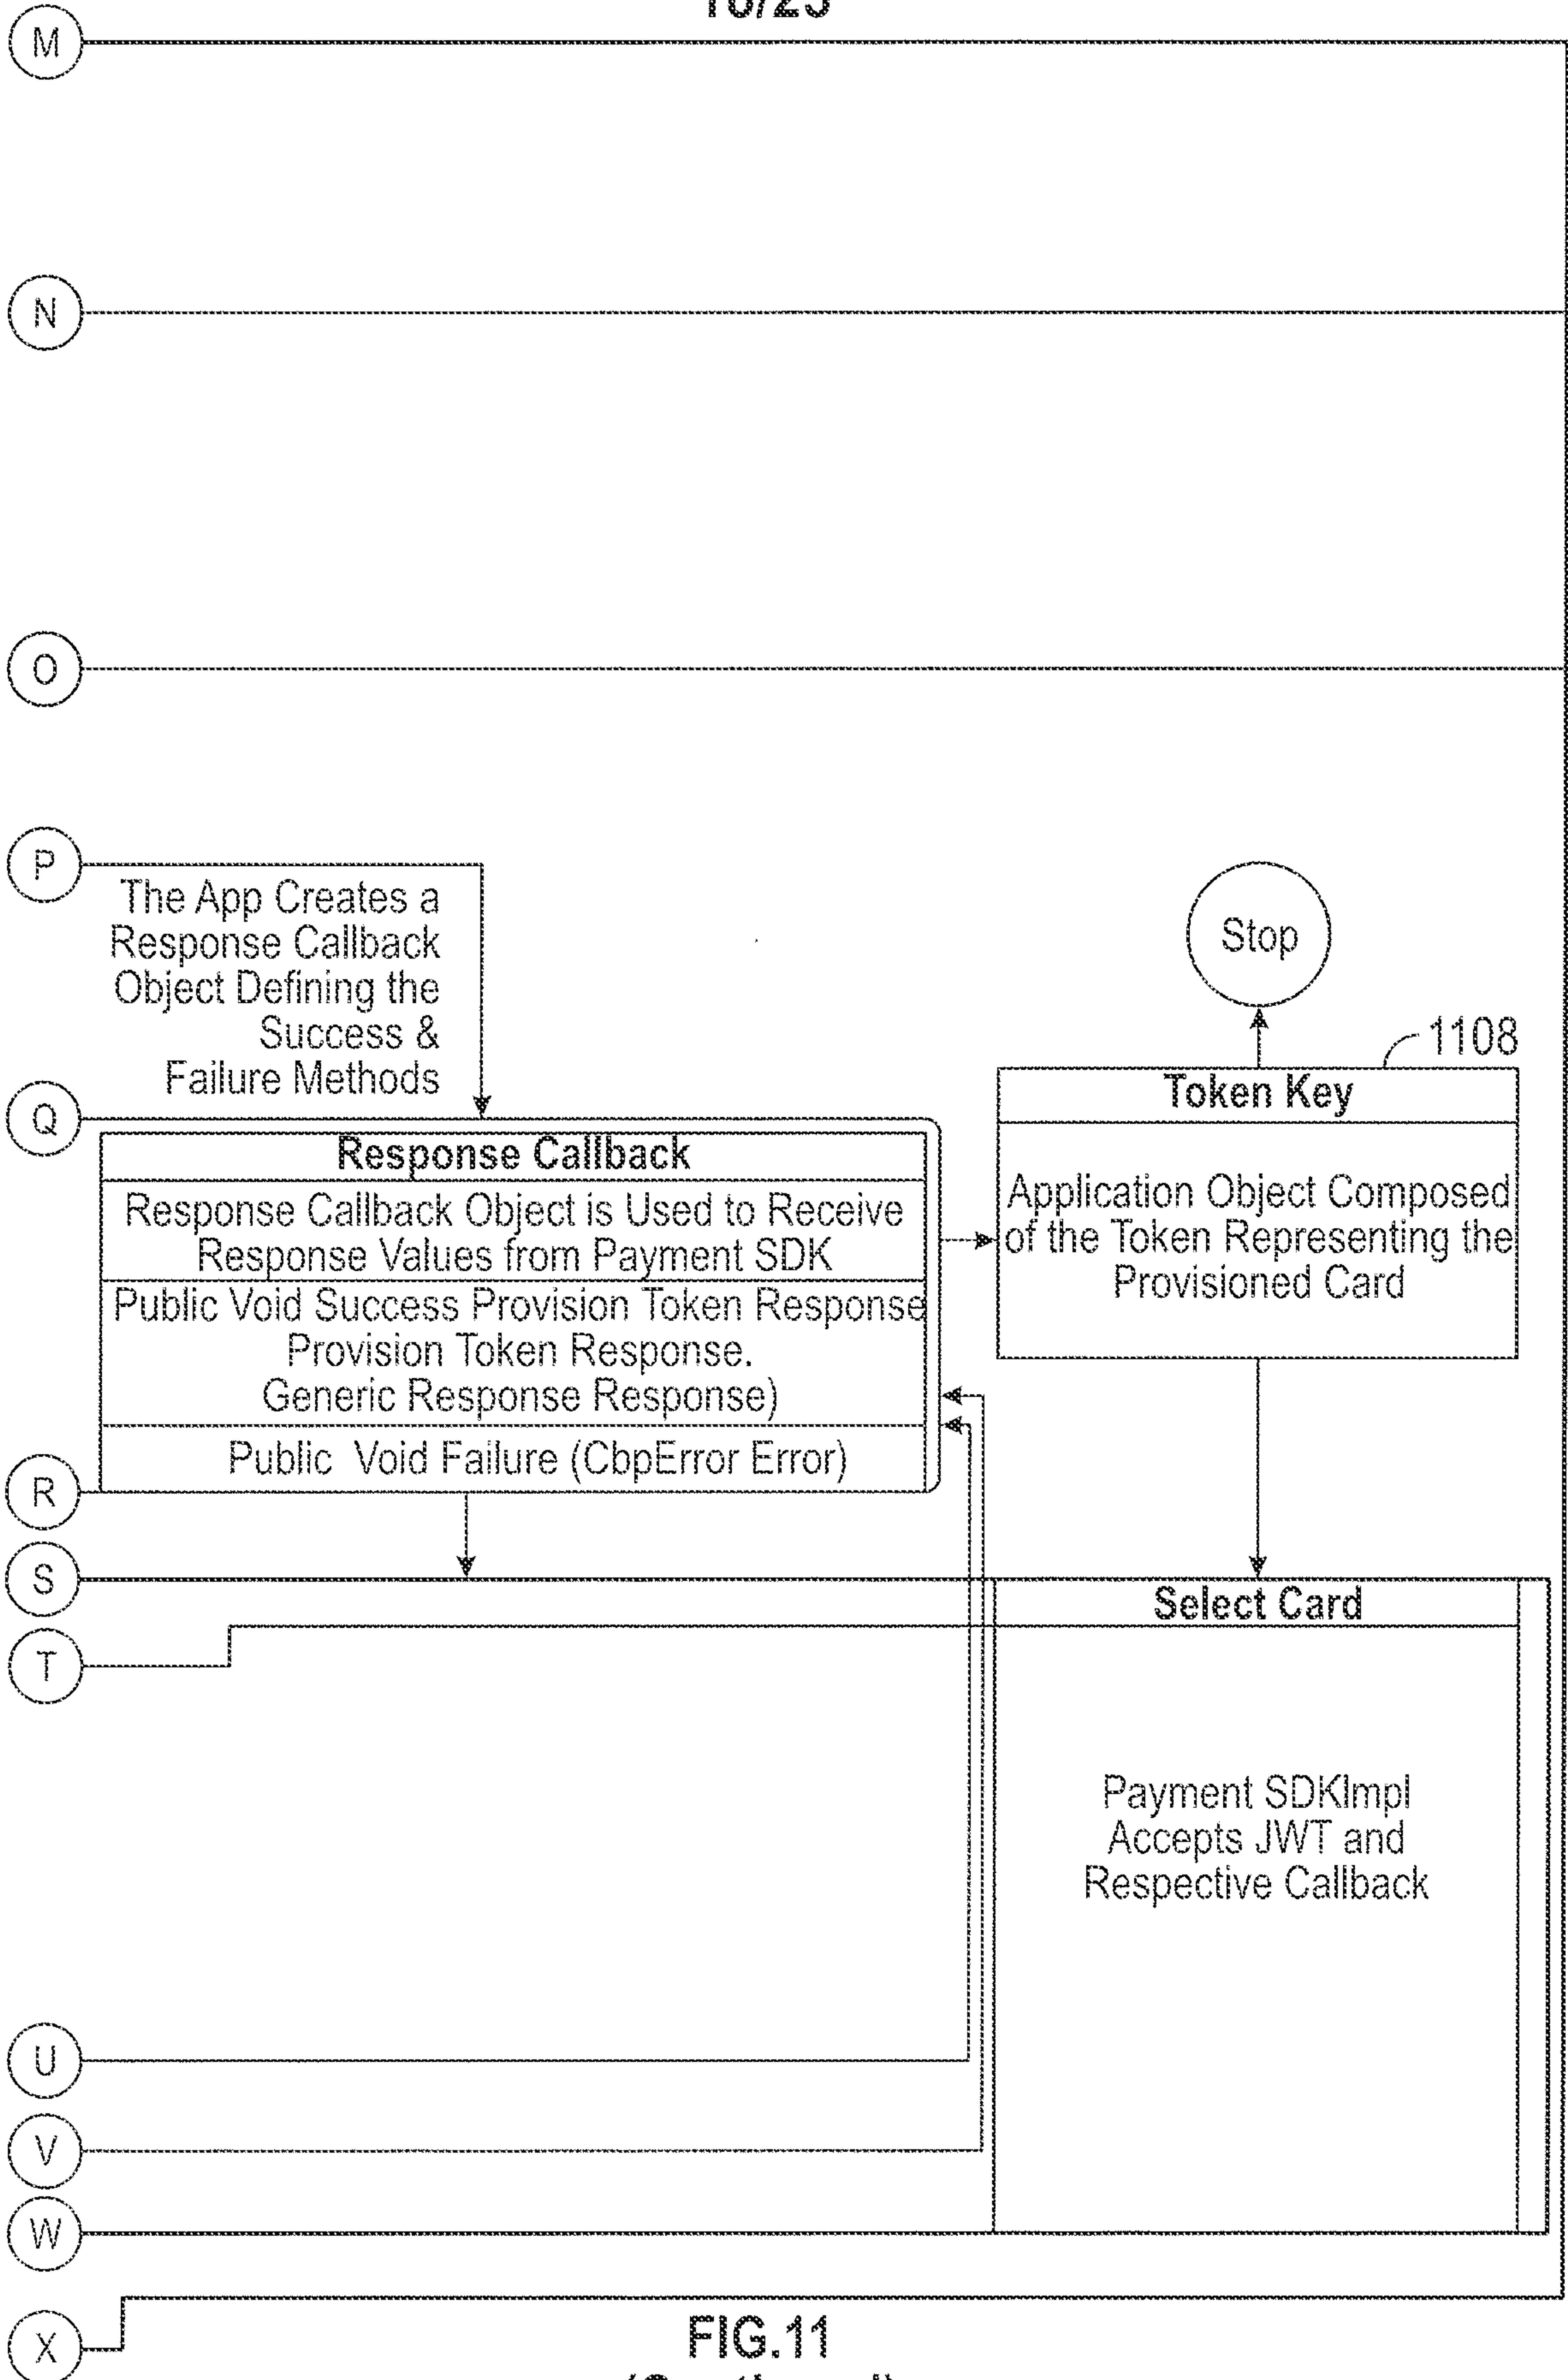 M
N
O
P
The App Creates a
Response Callback
Object Defining the
Success &
Failure Methods
Stop
1108
Token Key
Application Object Composed
of the Token Representing the
Provisioned Card
Q
Response Callback
Response Callback Object is Used to Receive
Response Values from Payment SDK
Public Void Success Provision Token Response
Provision Token Response.
Generic Response Response)
Public Void Failure (CbpError Error)
R
S
Select Card
T
Payment SDKImpl
Accepts JWT and
Respective Callback
U
V
W
X
FIG.11